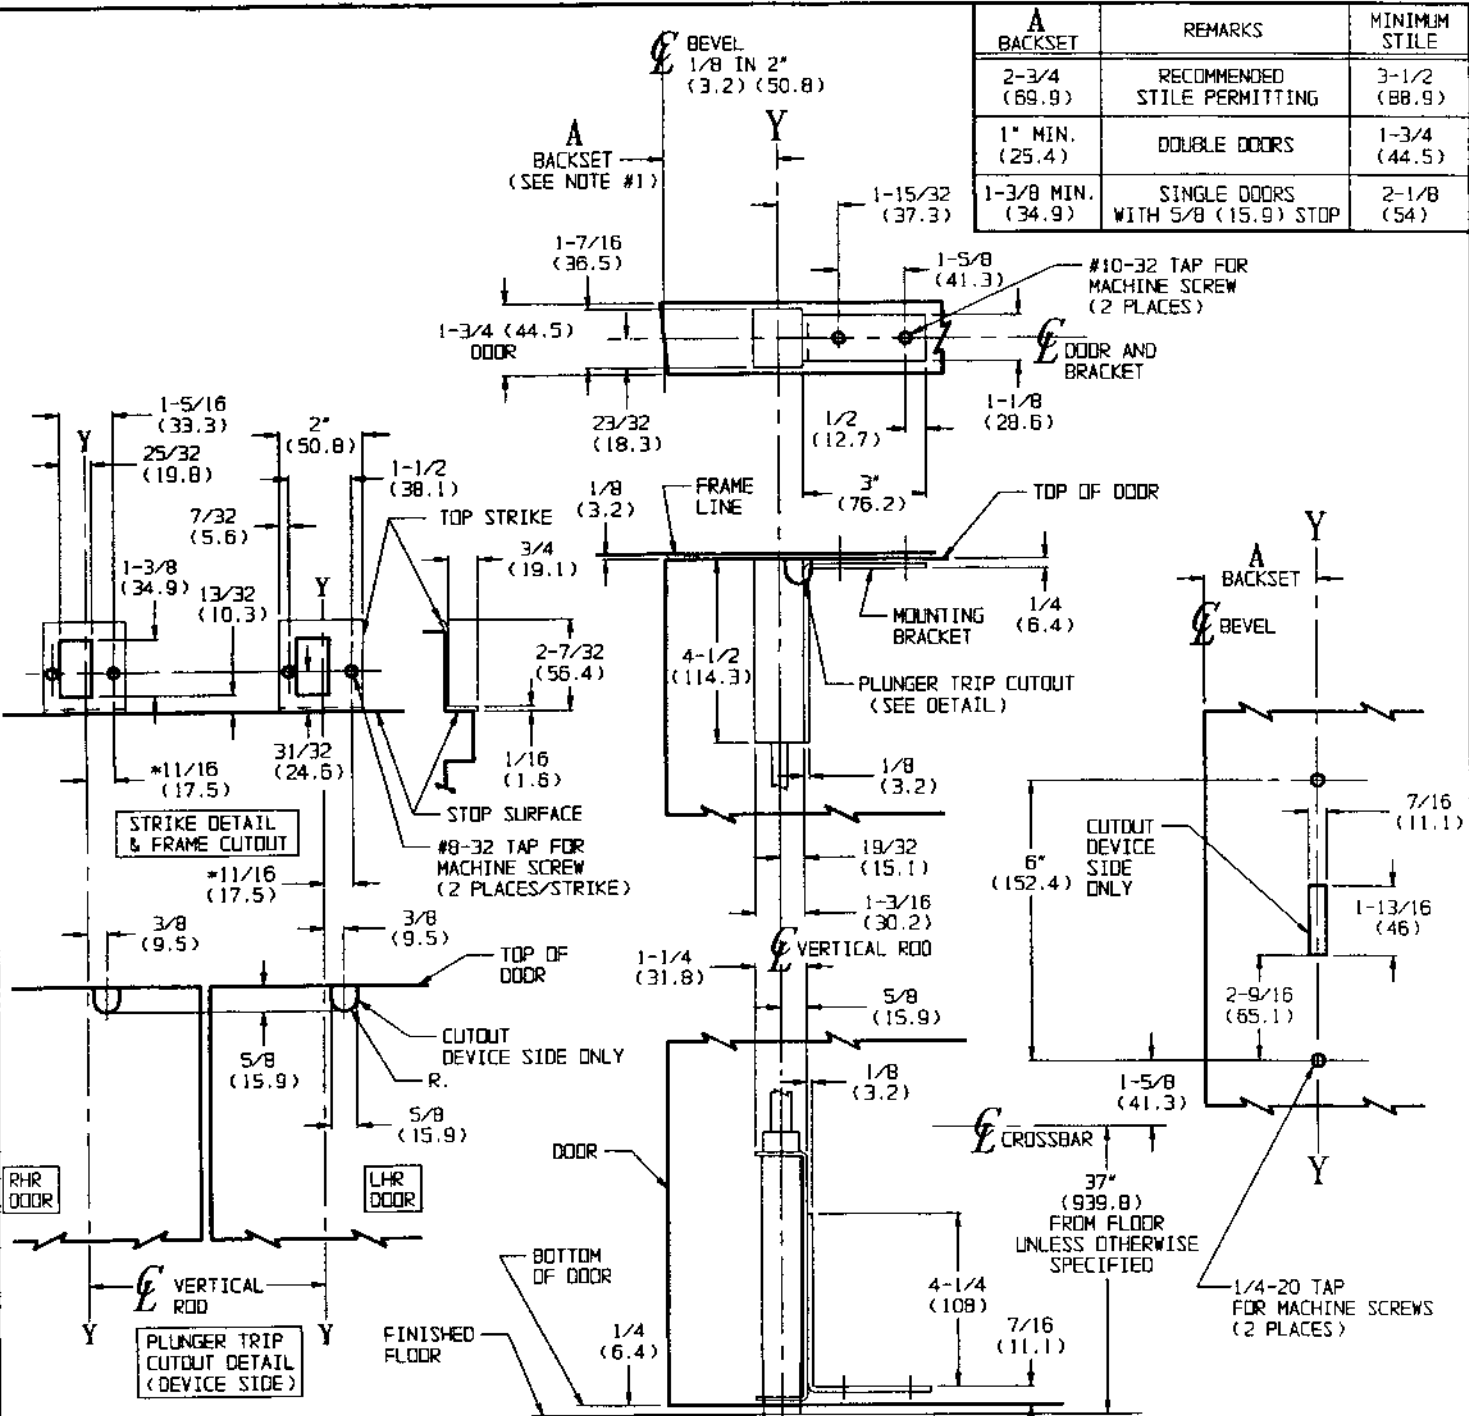 A
BACKSET
REMARKS
MINIMUM
STILE
2-3/4
(69.9)
RECOMMENDED
STILE PERMITTING
3-1/2
(88.9)
1" MIN.
(25.4)
DOUBLE DOORS
1-3/4
(44.5)
1-3/8 MIN.
(34.9)
SINGLE DOORS
WITH 5/8 (15.9) STOP
2-1/8
(54)
CL BEVEL
1/8 IN 2"
(3.2) (50.8)
A
BACKSET
(SEE NOTE #1)
Y
1-15/32
(37.3)
1-7/16
(36.5)
1-5/8
(41.3)
#10-32 TAP FOR
MACHINE SCREW
(2 PLACES)
1-3/4 (44.5)
DOOR
CL DOOR AND
BRACKET
23/32
(18.3)
1/2
(12.7)
1-1/8
(28.6)
1-5/16
(33.3)
Y
25/32
(19.8)
2"
(50.8)
1-1/2
(38.1)
7/32
(5.6)
TOP STRIKE
1-3/8
(34.9)
13/32
(10.3)
Y
3/4
(19.1)
2-7/32
(56.4)
31/32
(24.6)
1/16
(1.6)
*11/16
(17.5)
STOP SURFACE
STRIKE DETAIL
& FRAME CUTOUT
#8-32 TAP FOR
MACHINE SCREW
(2 PLACES/STRIKE)
*11/16
(17.5)
1/8
(3.2)
FRAME
LINE
3"
(76.2)
TOP OF DOOR
MOUNTING
BRACKET
1/4
(6.4)
4-1/2
(114.3)
PLUNGER TRIP CUTOUT
(SEE DETAIL)
1/8
(3.2)
19/32
(15.1)
1-3/16
(30.2)
CL VERTICAL ROD
1-1/4
(31.8)
5/8
(15.9)
1/8
(3.2)
Y
A
BACKSET
CL BEVEL
7/16
(11.1)
CUTOUT
DEVICE
SIDE
ONLY
6"
(152.4)
1-13/16
(46)
2-9/16
(65.1)
1-5/8
(41.3)
CL CROSSBAR
Y
37"
(939.8)
FROM FLOOR
UNLESS OTHERWISE
SPECIFIED
1/4-20 TAP
FOR MACHINE SCREWS
(2 PLACES)
3/8
(9.5)
3/8
(9.5)
TOP OF
DOOR
5/8
(15.9)
CUTOUT
DEVICE SIDE ONLY
R.
5/8
(15.9)
RHR
DOOR
LHR
DOOR
CL VERTICAL
ROD
Y
Y
PLUNGER TRIP
CUTOUT DETAIL
(DEVICE SIDE)
DOOR
BOTTOM
OF DOOR
FINISHED
FLOOR
1/4
(6.4)
4-1/4
(108)
7/16
(11.1)